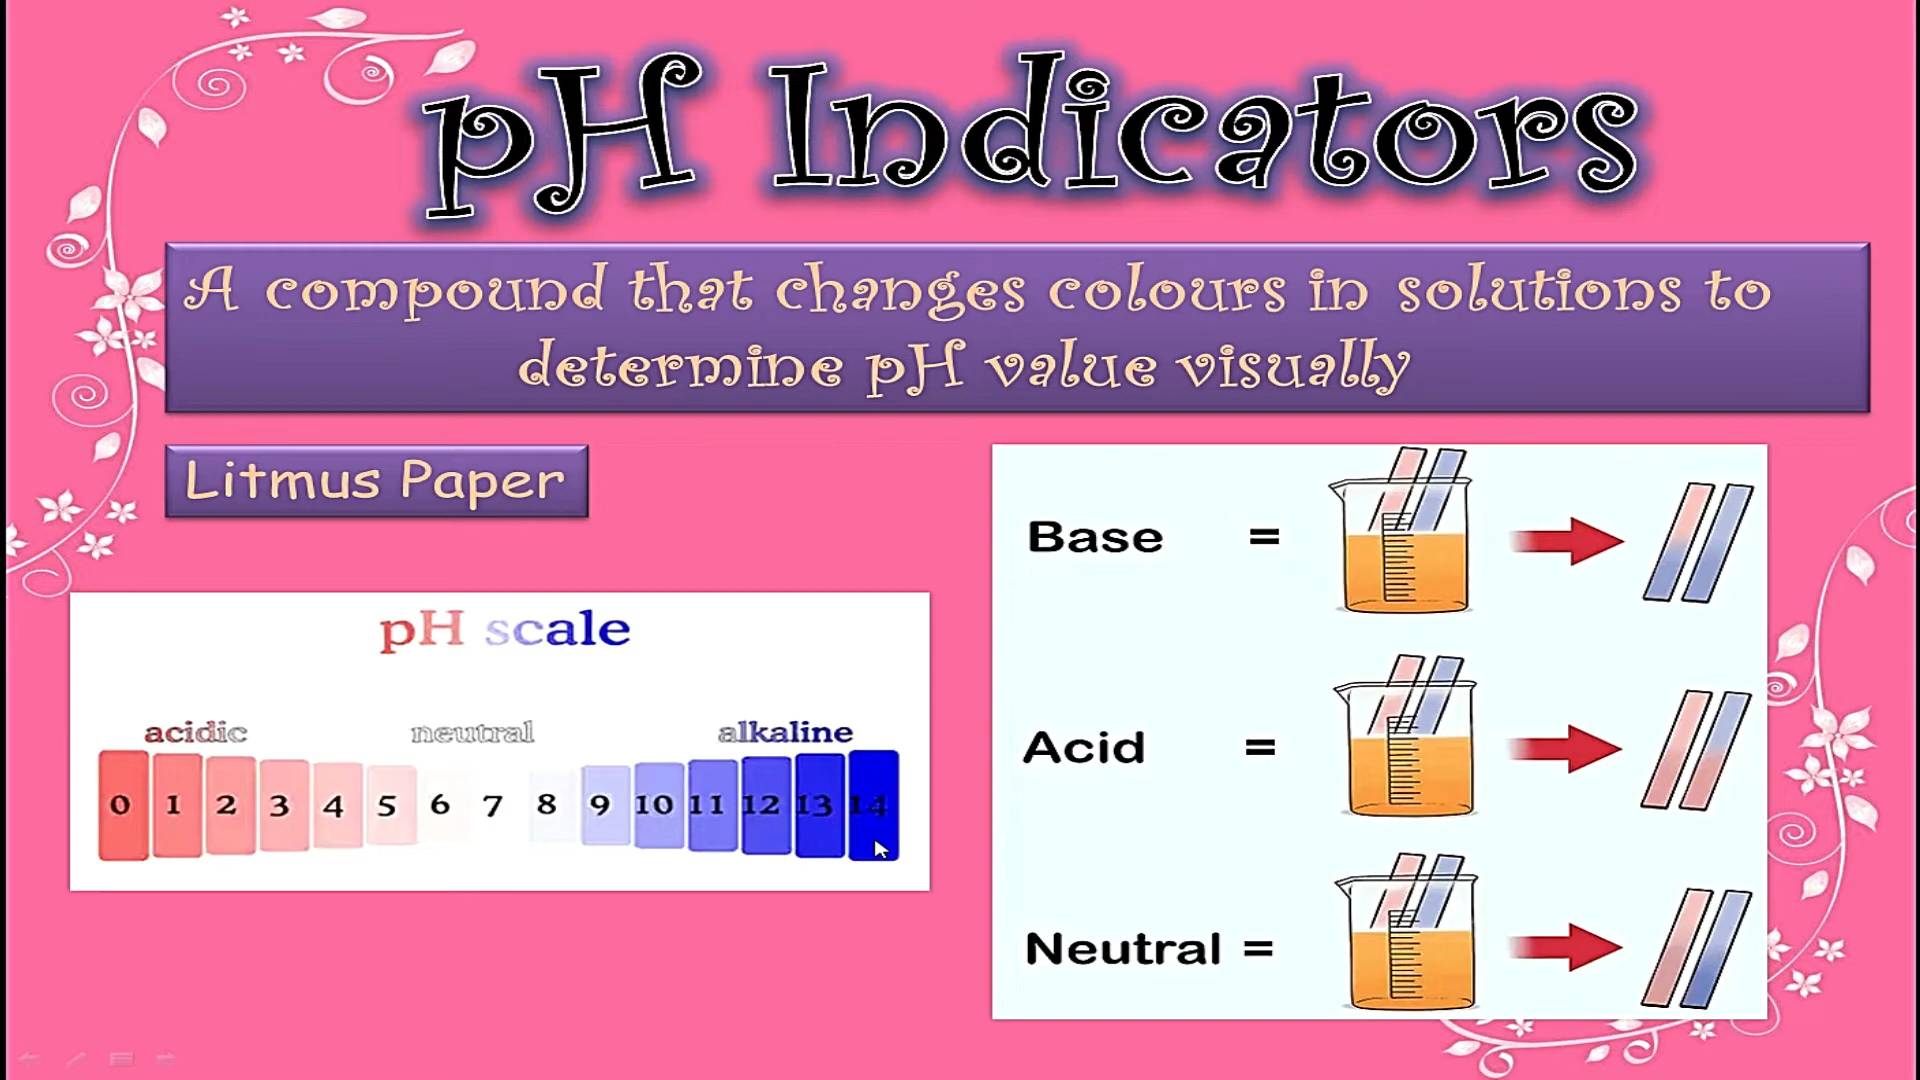 pH Indicators
A compound that changes colours in solutions to
determine pH value visually
Litmus Paper
pH scale
acidic neutral alkaline
0 1 2 3 4 5 6 7 8 9 10 11 12 13 14
Base =
Acid =
Neutral =